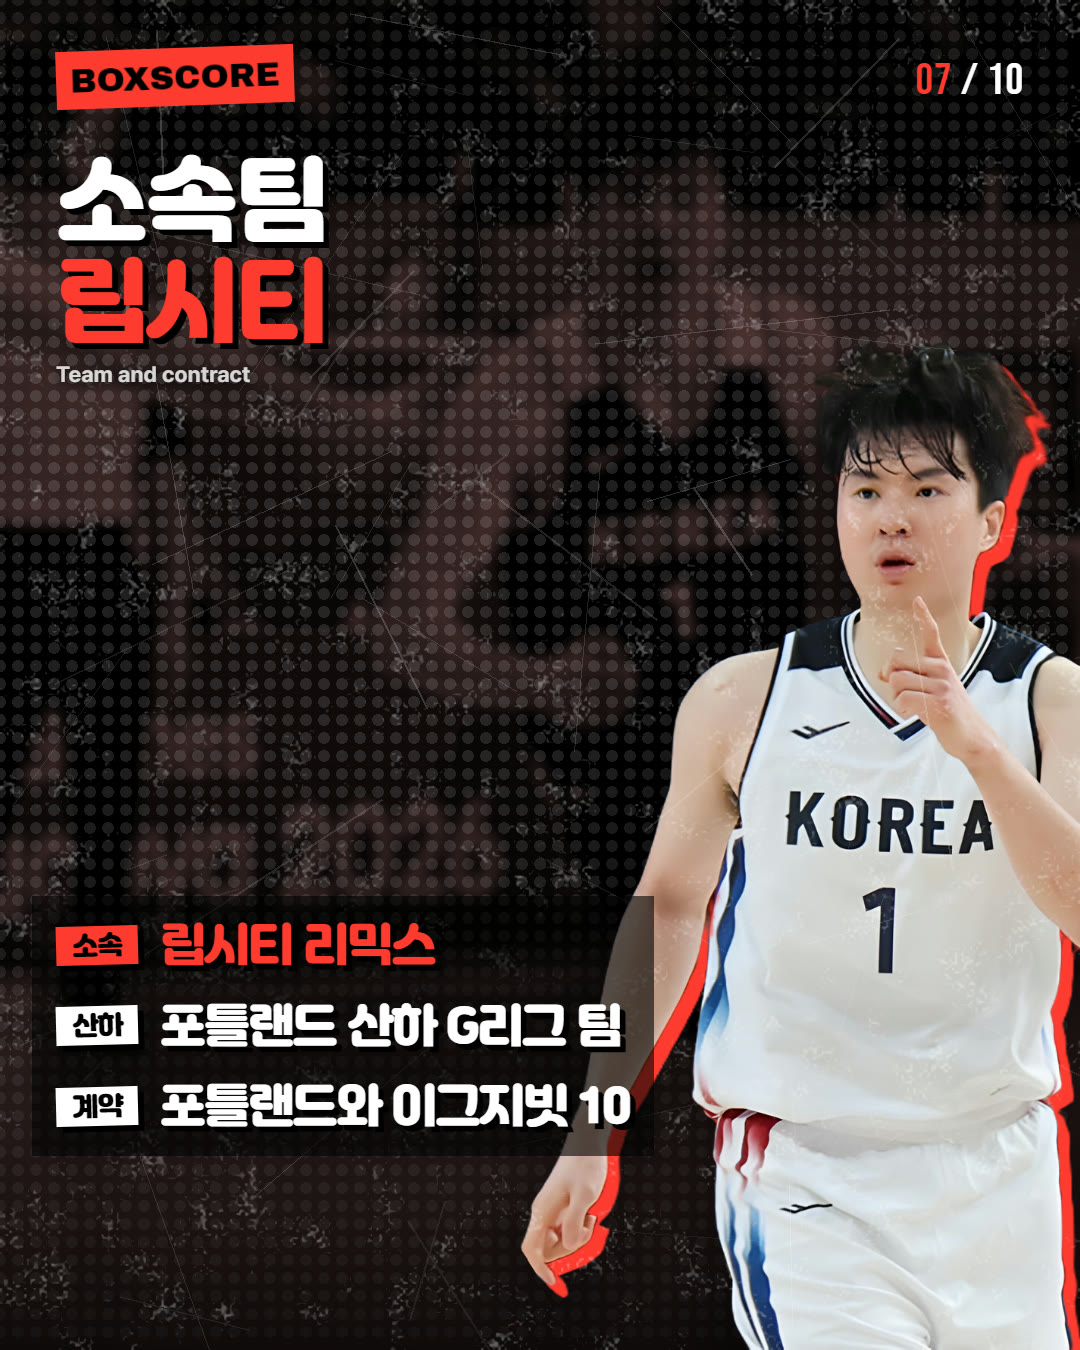 BOXSCORE
07 / 10
소속팀
립시티
Team and contract
소속 립시티 리믹스
산하 포틀랜드 산하 G리그 팀
계약 포틀랜드와 이그지빗 10
KOREA
1